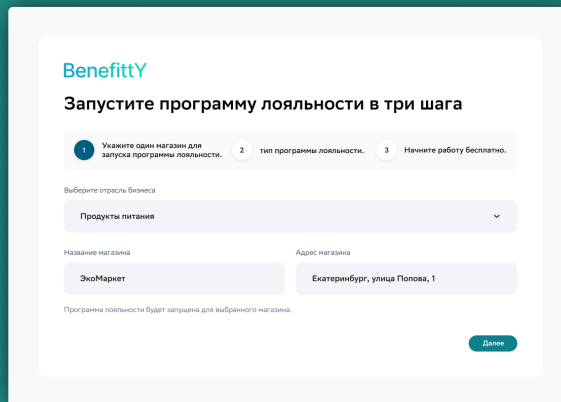 BenefittY
Запустите программу лояльности в три шага
1
Укажите один магазин для
запуска программы лояльности.
2
тип программы лояльности.
3
Начните работу бесплатно.
Выберите отрасль бизнеса
Продукты питания
Название магазина
Адрес магазина
ЭкоМаркет
Екатеринбург, улица Попова, 1
Программа лояльности будет запущена для выбранного магазина.
Далее